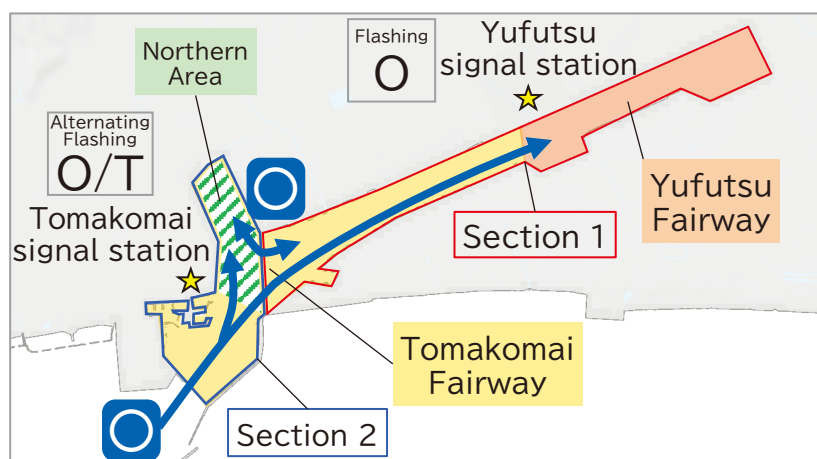 Northern
Area
Flashing
O
Yufutsu
signal station
Alternating
Flashing
O/T
Tomakomai
signal station
Yufutsu
Fairway
Section 1
Tomakomai
Fairway
Section 2